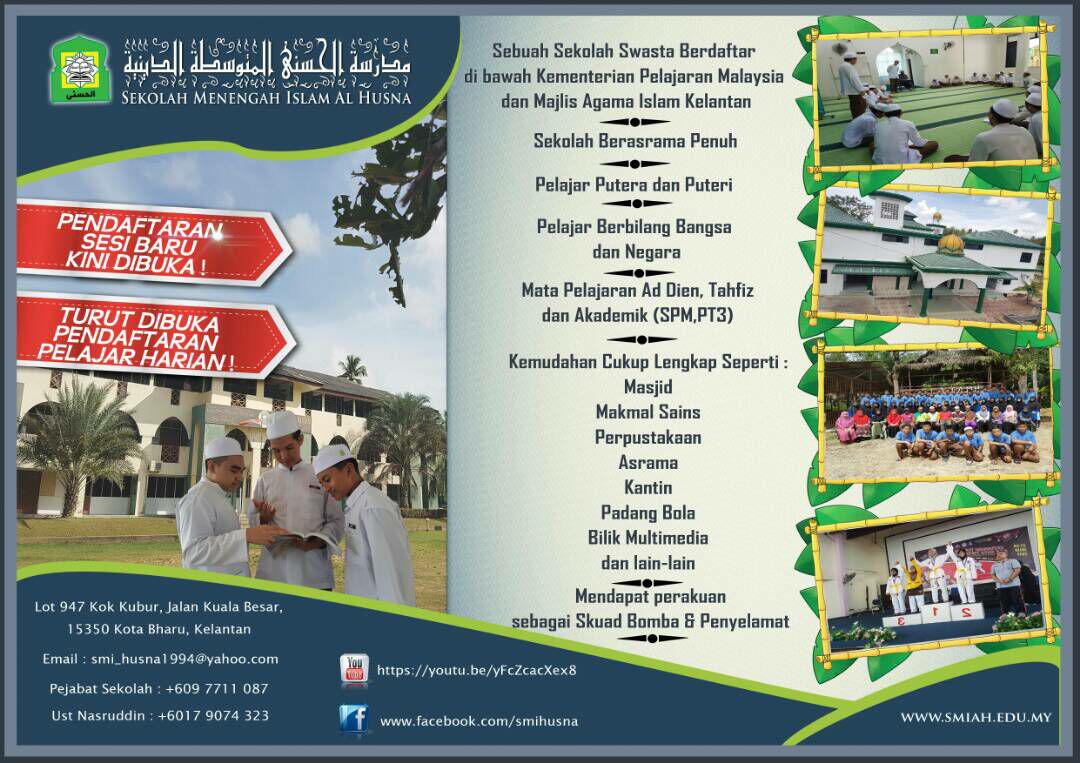 مدرسة الحسنى المتوسطة الدينية
الحسنى
SEKOLAH MENENGAH ISLAM AL HUSNA
PENDAFTARAN
SESI BARU
KINI DIBUKA !
TURUT DIBUKA
PENDAFTARAN
PELAJAR HARIAN !
Lot 947 Kok Kubur, Jalan Kuala Besar,
15350 Kota Bharu, Kelantan
Email : smi_husna1994@yahoo.com
Pejabat Sekolah : +609 7711 087
Ust Nasruddin : +6017 9074 323
You
Tube
https://youtu.be/yFcZcacXex8
f
www.facebook.com/smihusna
Sebuah Sekolah Swasta Berdaftar
di bawah Kementerian Pelajaran Malaysia
dan Majlis Agama Islam Kelantan
Sekolah Berasrama Penuh
Pelajar Putera dan Puteri
Pelajar Berbilang Bangsa
dan Negara
Mata Pelajaran Ad Dien, Tahfiz
dan Akademik (SPM,PT3)
Kemudahan Cukup Lengkap Seperti :
Masjid
Makmal Sains
Perpustakaan
Asrama
Kantin
Padang Bola
Bilik Multimedia
dan lain-lain
Mendapat perakuan
sebagai Skuad Bomba & Penyelamat
3 1 2
WWW.SMIAH.EDU.MY